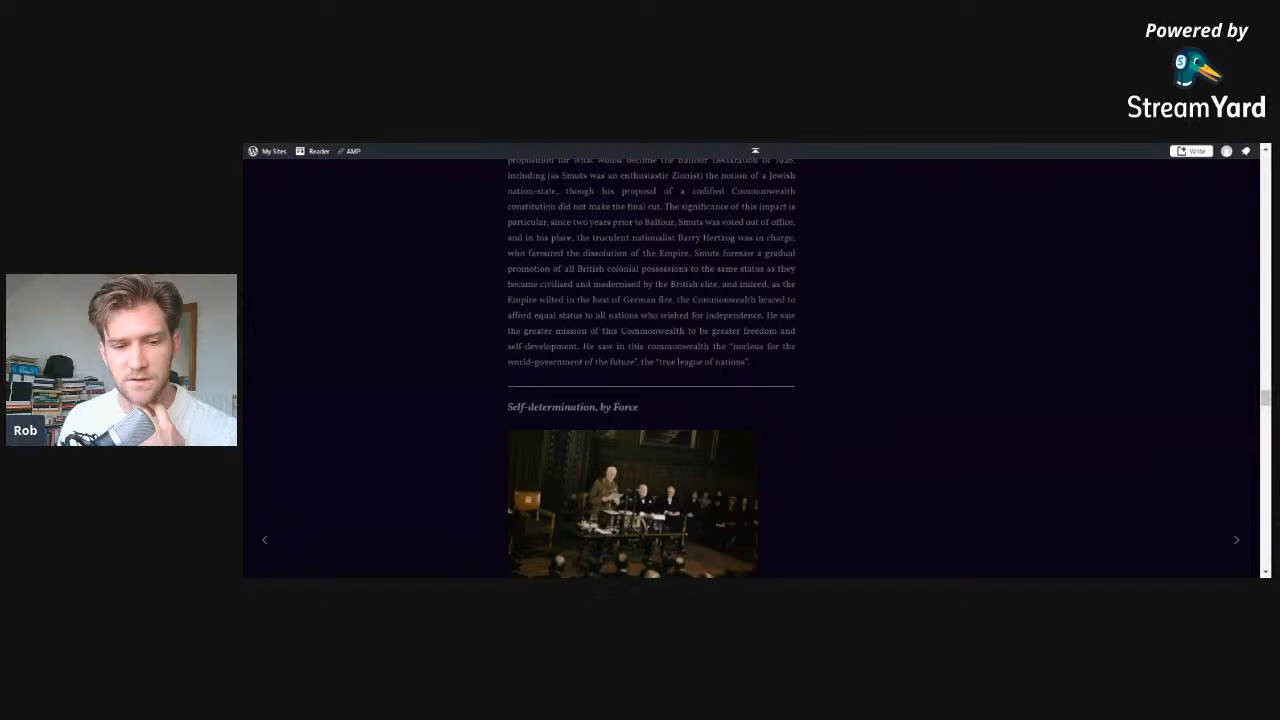 Powered by
StreamYard
My Sites
Reader
AMP
Write
proposition for what would become the Balfour Declaration of 1926,
including (as Smuts was an enthusiastic Zionist) the notion of a Jewish
nation-state, though his proposal of a codified Commonwealth
constitution did not make the final cut. The significance of this impact is
particular, since two years prior to Balfour, Smuts was voted out of office,
and in his place, the truculent nationalist Barry Hertzog was in charge,
who favoured the dissolution of the Empire. Smuts foresaw a gradual
promotion of all British colonial possessions to the same status as they
became civilised and modernised by the British elite, and indeed, as the
Empire wilted in the heat of German fire, the Commonwealth braced to
afford equal status to all nations who wished for independence. He saw
the greater mission of this Commonwealth to be greater freedom and
self-development. He saw in this commonwealth the “nucleus for the
world-government of the future”, the “true league of nations”.
Self-determination, by Force
Rob